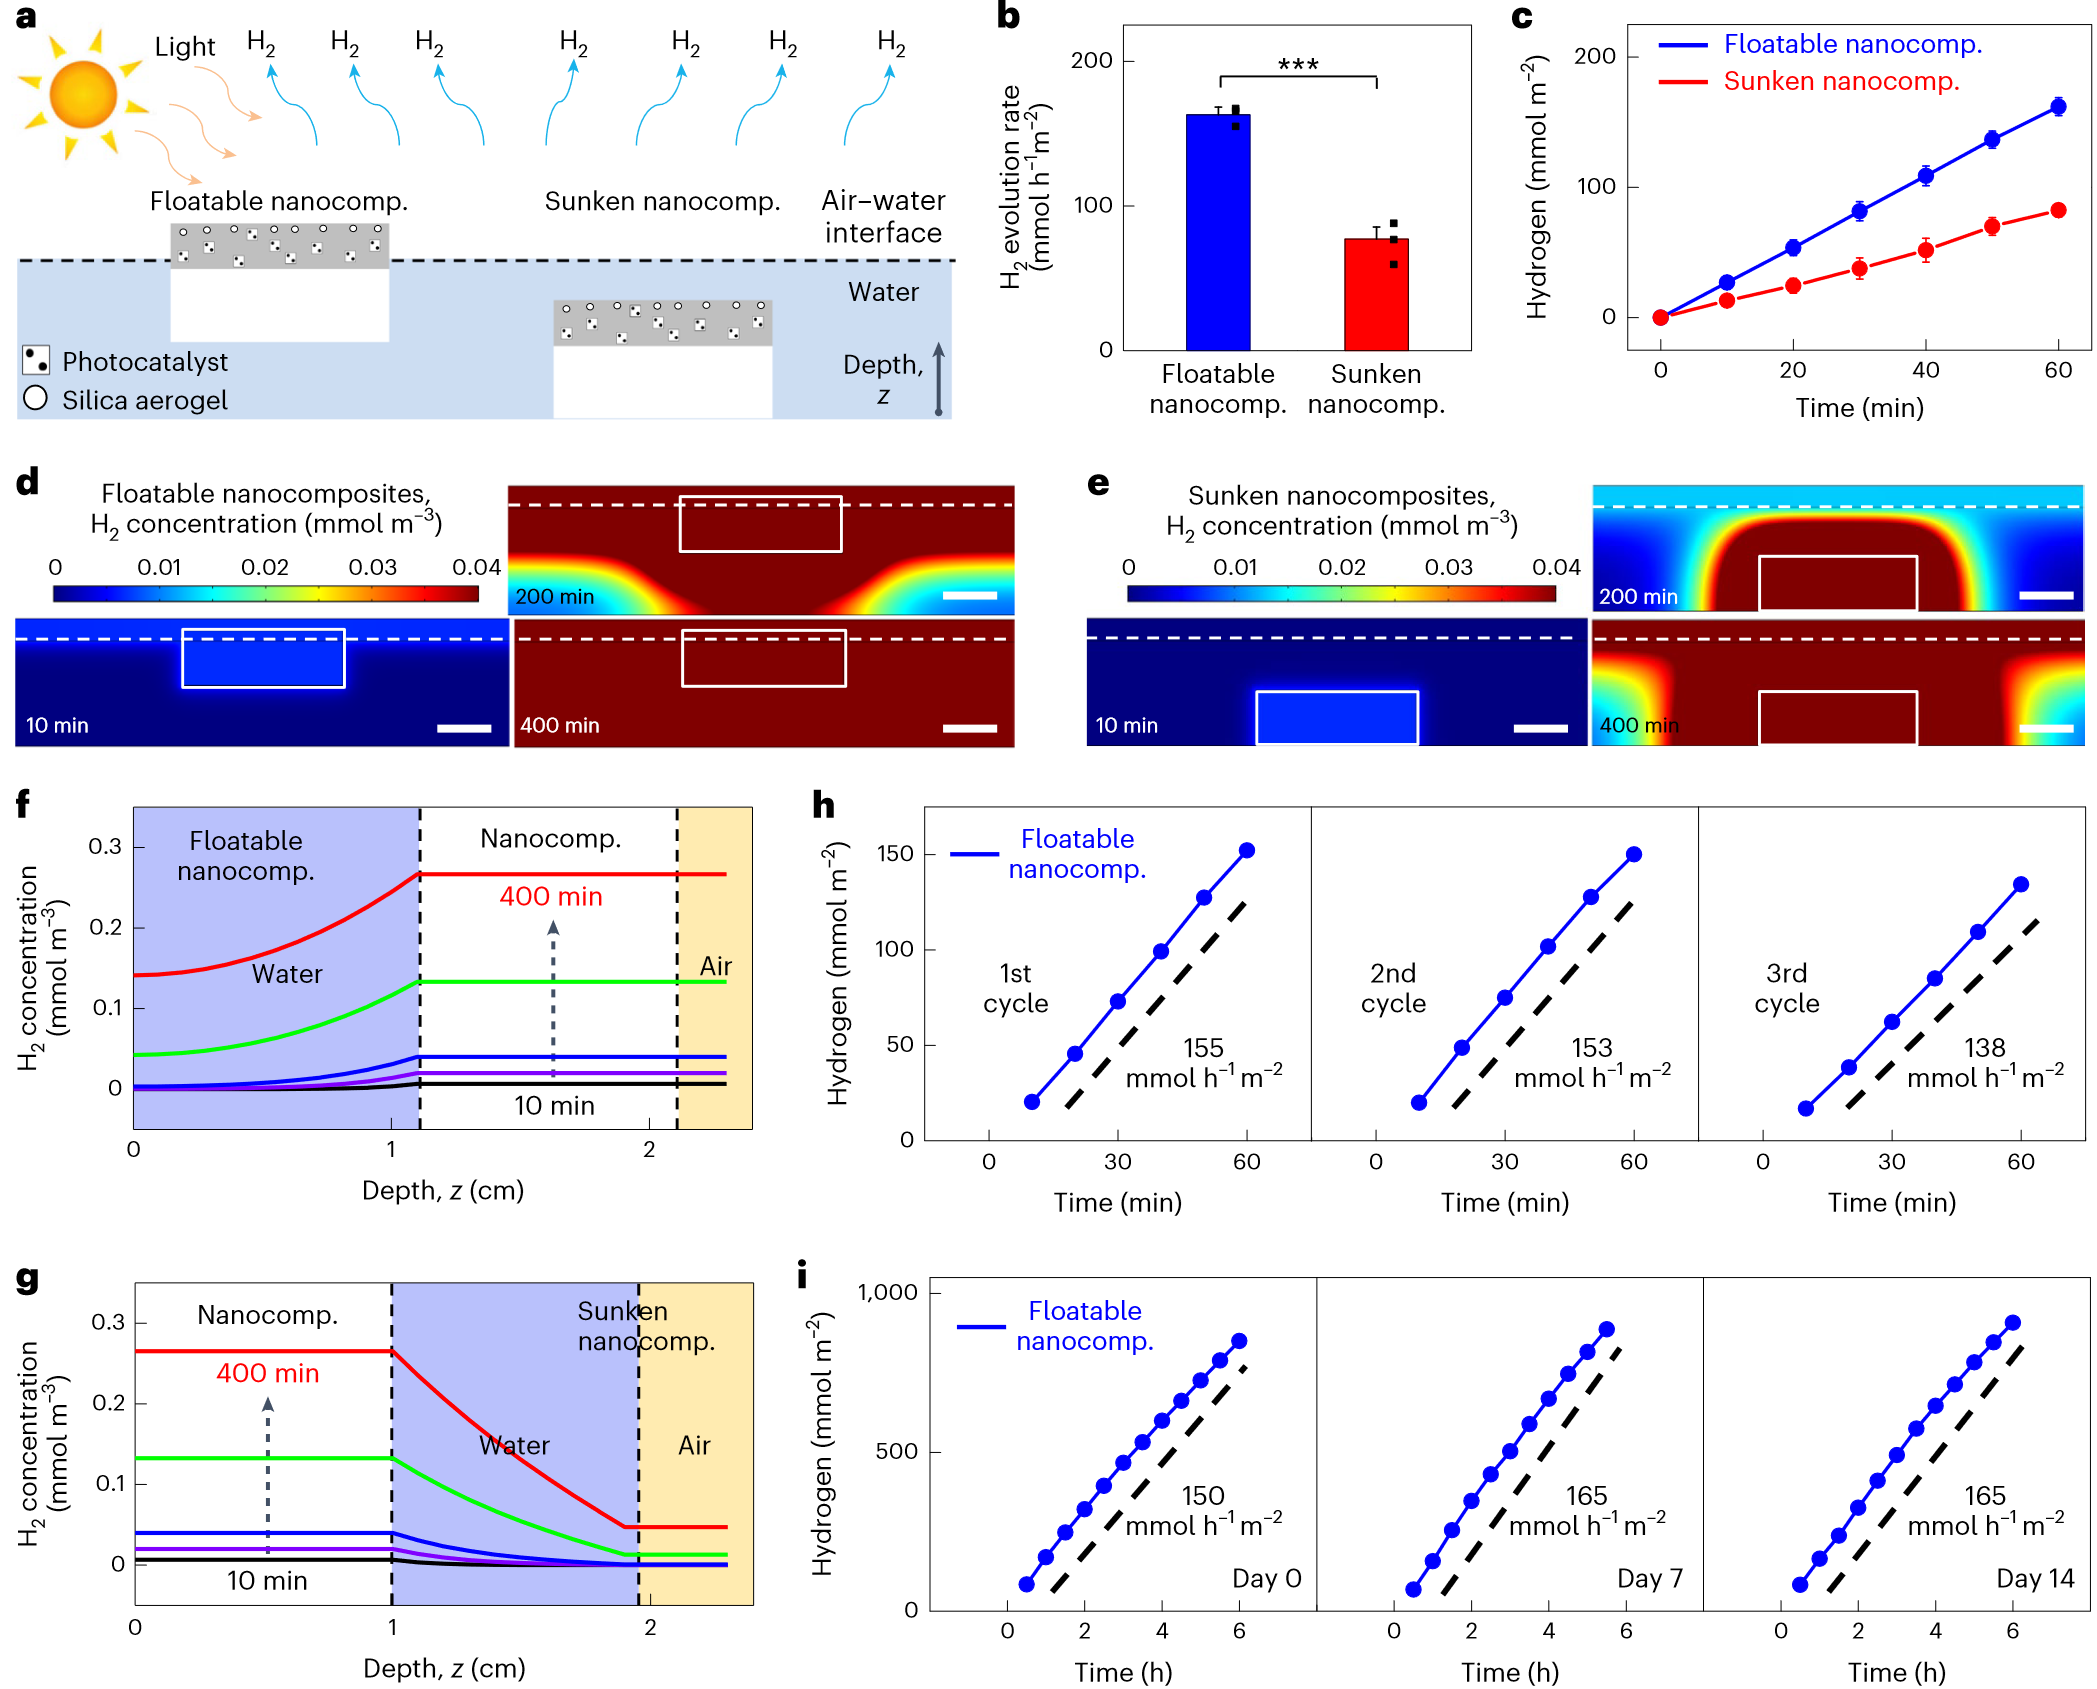 a
Light
H2 H2 H2 H2 H2 H2 H2
Floatable nanocomp.
Sunken nanocomp.
Air–water
interface
Water
Photocatalyst
Silica aerogel
Depth,
z
b
H2 evolution rate
(mmol h−1m−2)
200
100
0
***
Floatable
nanocomp.
Sunken
nanocomp.
c
Hydrogen (mmol m−2)
Floatable nanocomp.
Sunken nanocomp.
200
100
0
0 20 40 60
Time (min)
d
Floatable nanocomposites,
H2 concentration (mmol m−3)
0 0.01 0.02 0.03 0.04
200 min
10 min
400 min
e
Sunken nanocomposites,
H2 concentration (mmol m−3)
0 0.01 0.02 0.03 0.04
200 min
10 min
400 min
f
H2 concentration
(mmol m−3)
0.3
0.2
0.1
0
Floatable
nanocomp.
Nanocomp.
400 min
Water
Air
10 min
0 1 2
Depth, z (cm)
h
Hydrogen (mmol m−2)
150
100
50
0
Floatable
nanocomp.
1st
cycle
155
mmol h−1 m−2
2nd
cycle
153
mmol h−1 m−2
3rd
cycle
138
mmol h−1 m−2
0 30 60 0 30 60 0 30 60
Time (min) Time (min) Time (min)
g
H2 concentration
(mmol m−3)
0.3
0.2
0.1
0
Nanocomp.
400 min
10 min
Sunken
nanocomp.
Water
Air
0 1 2
Depth, z (cm)
i
Hydrogen (mmol m−2)
1,000
500
0
Floatable
nanocomp.
150
mmol h−1 m−2
Day 0
165
mmol h−1 m−2
Day 7
165
mmol h−1 m−2
Day 14
0 2 4 6 0 2 4 6 0 2 4 6
Time (h) Time (h) Time (h)